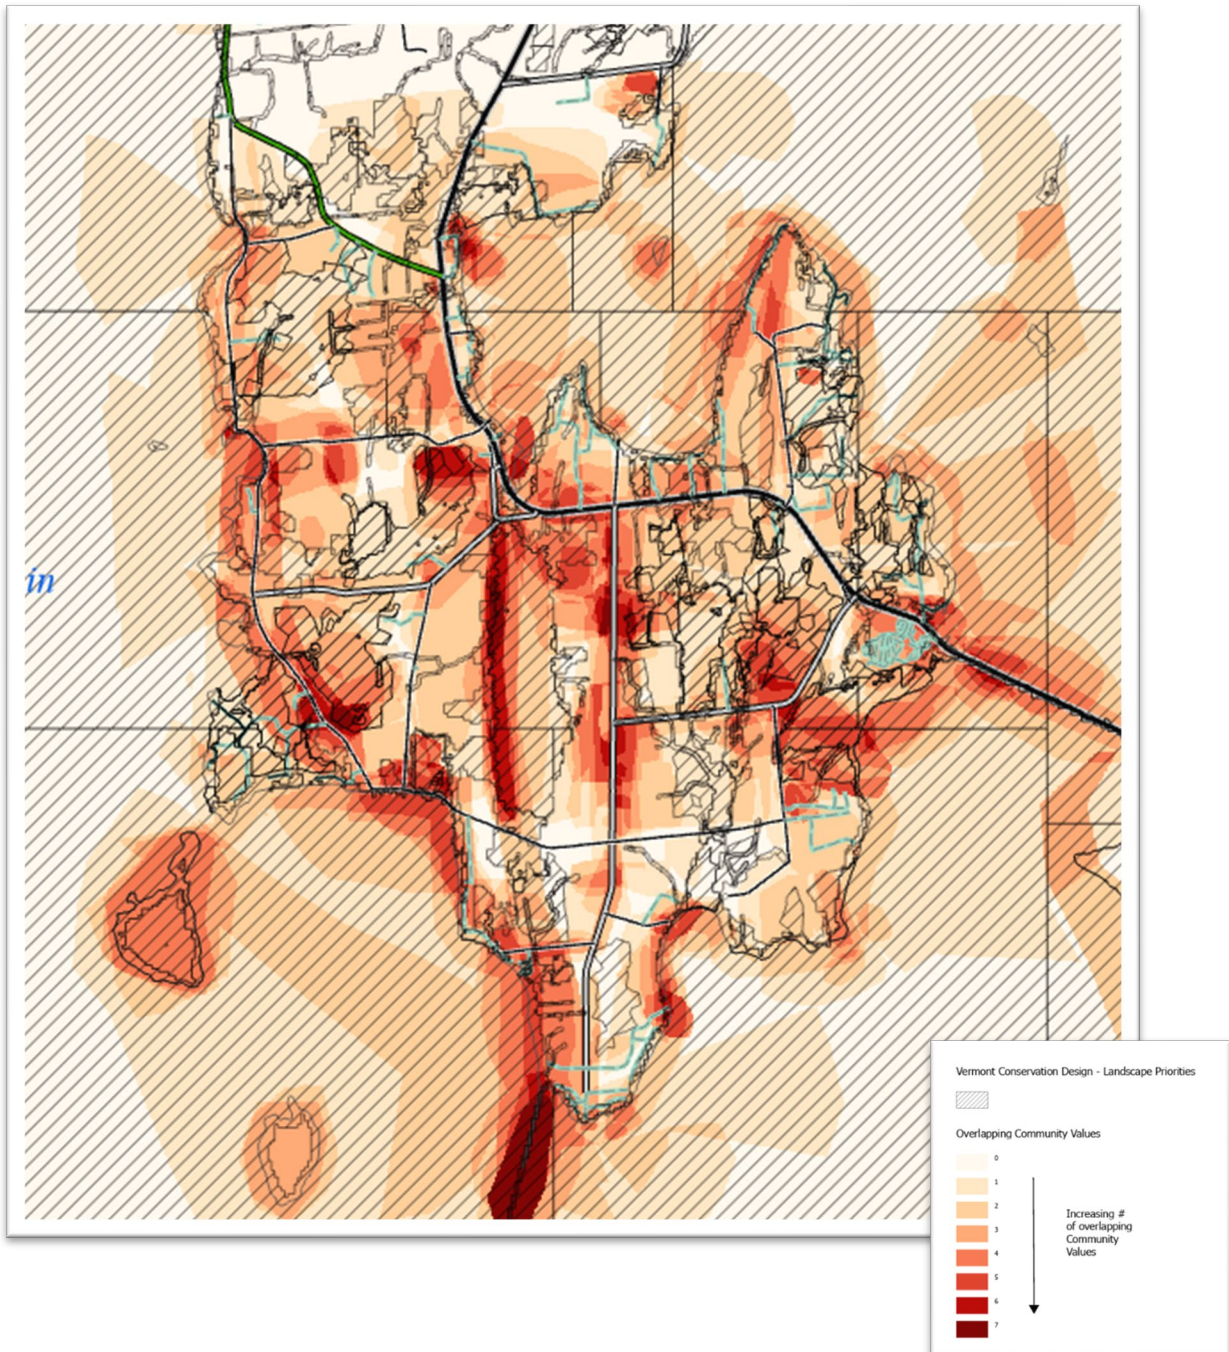 in
Vermont Conservation Design - Landscape Priorities
Overlapping Community Values
0
1
2
3
4
5
6
7
Increasing #
of overlapping
Community
Values